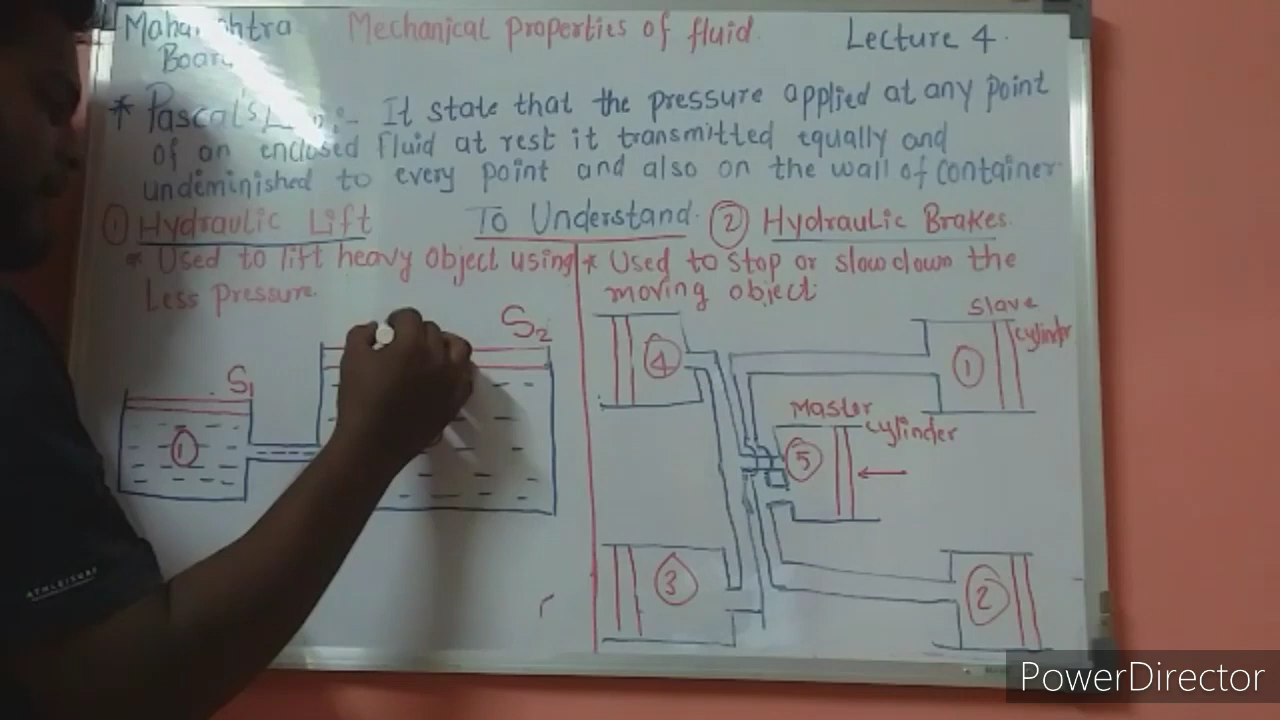 Maharashtra Mechanical properties of fluid. Lecture 4.
Board
* Pascal's :- It state that the pressure applied at any point
of an enclosed fluid at rest it transmitted equally and
undeminished to every point and also on the wall of container.
① Hydraulic Lift To Understand. ② Hydraulic Brakes.
* Used to lift heavy object using
Less pressure.
* Used to stop or slow down the
moving object
S1
①
S2
④
Slave
cylinder
①
Master
cylinder
⑤
③
②
ATHLEISURE
PowerDirector